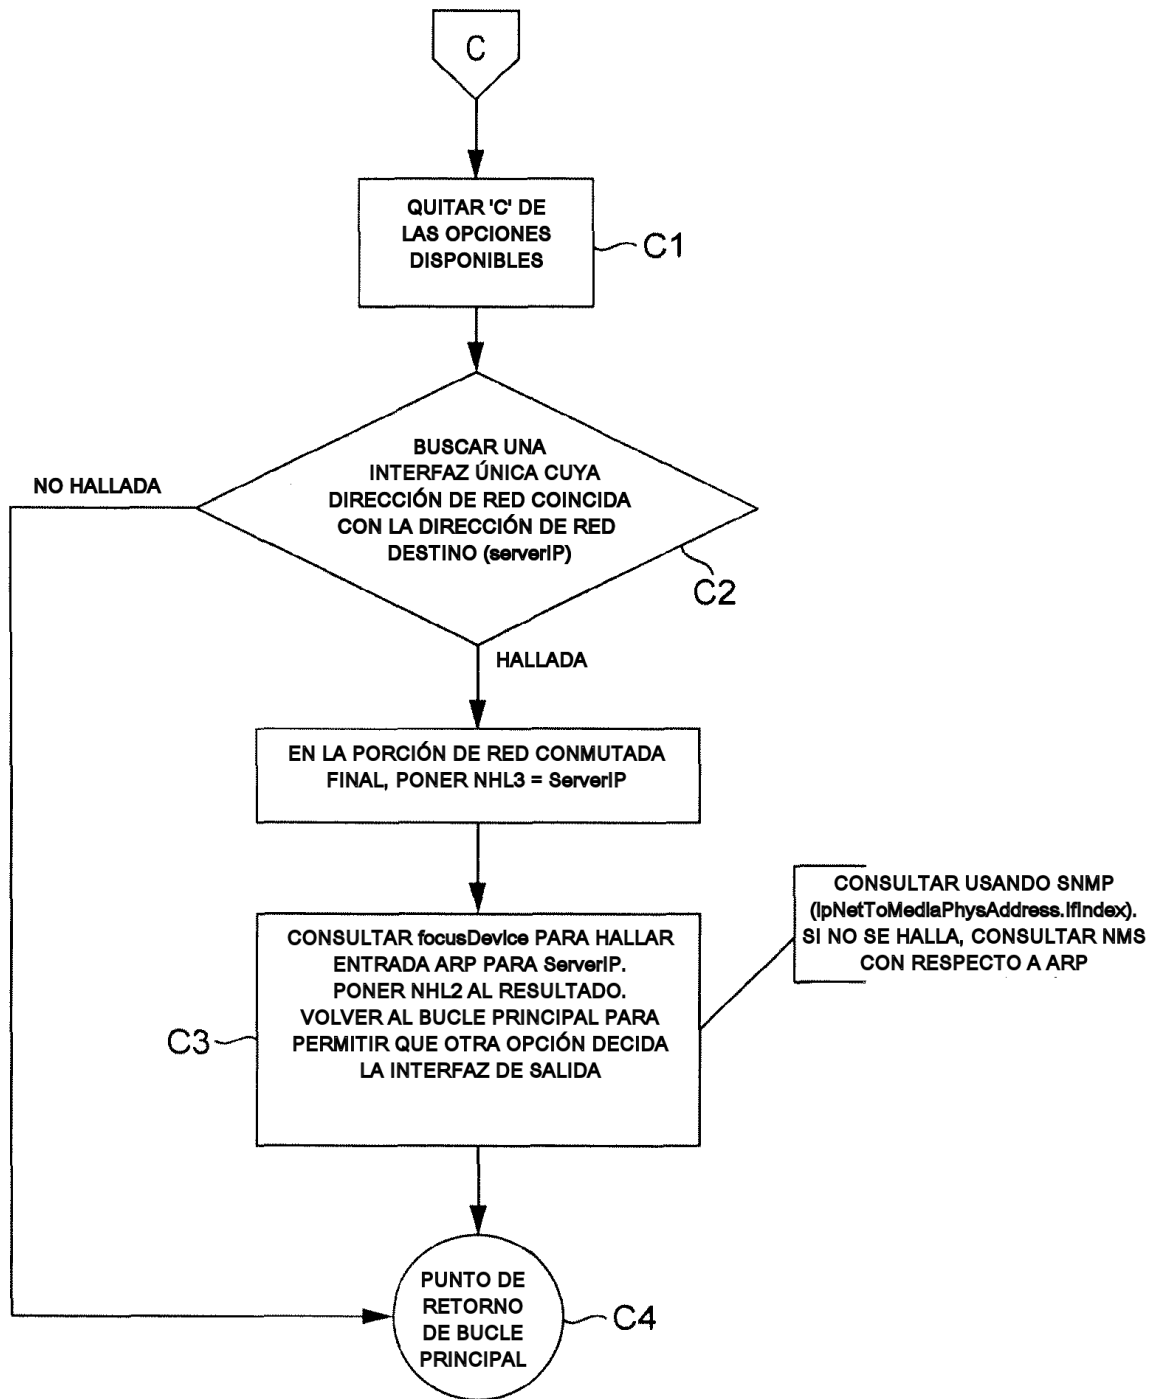 C
QUITAR 'C' DE
LAS OPCIONES
DISPONIBLES
C1
BUSCAR UNA
INTERFAZ ÚNICA CUYA
DIRECCIÓN DE RED COINCIDA
CON LA DIRECCIÓN DE RED
DESTINO (serverIP)
NO HALLADA
C2
HALLADA
EN LA PORCIÓN DE RED CONMUTADA
FINAL, PONER NHL3 = ServerIP
CONSULTAR focusDevice PARA HALLAR
ENTRADA ARP PARA ServerIP.
PONER NHL2 AL RESULTADO.
VOLVER AL BUCLE PRINCIPAL PARA
PERMITIR QUE OTRA OPCIÓN DECIDA
LA INTERFAZ DE SALIDA
C3
CONSULTAR USANDO SNMP
(ipNetToMediaPhysAddress.ifIndex).
SI NO SE HALLA, CONSULTAR NMS
CON RESPECTO A ARP
PUNTO DE
RETORNO
DE BUCLE
PRINCIPAL
C4